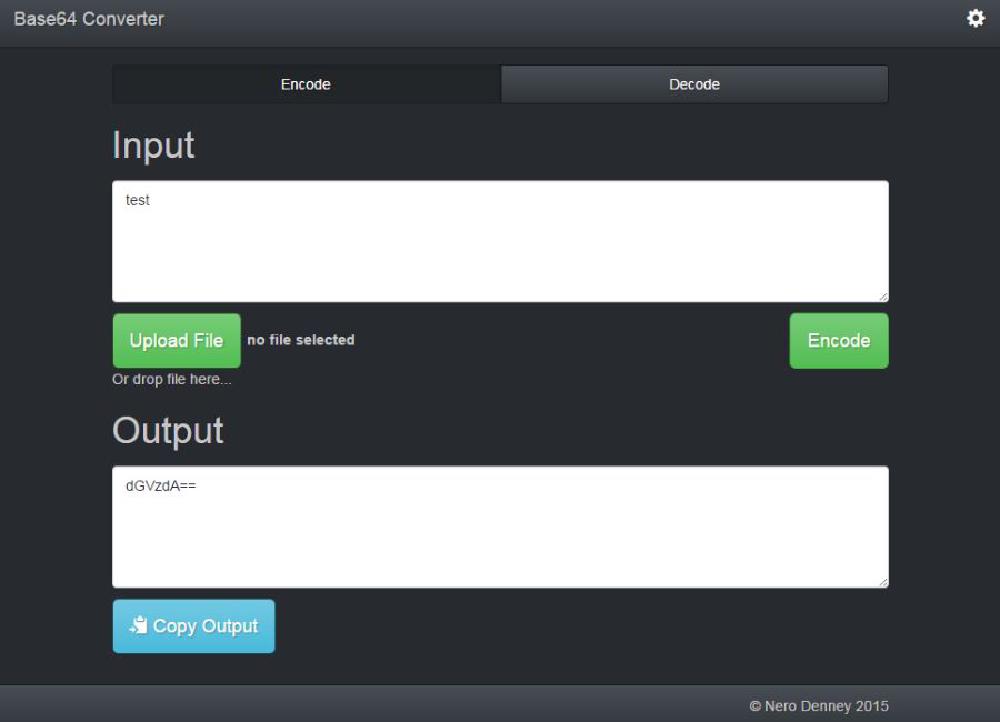 Base64 Converter
Encode
Decode
Input
test
Upload File
no file selected
Encode
Or drop file here...
Output
dGVzdA==
Copy Output
© Nero Denney 2015